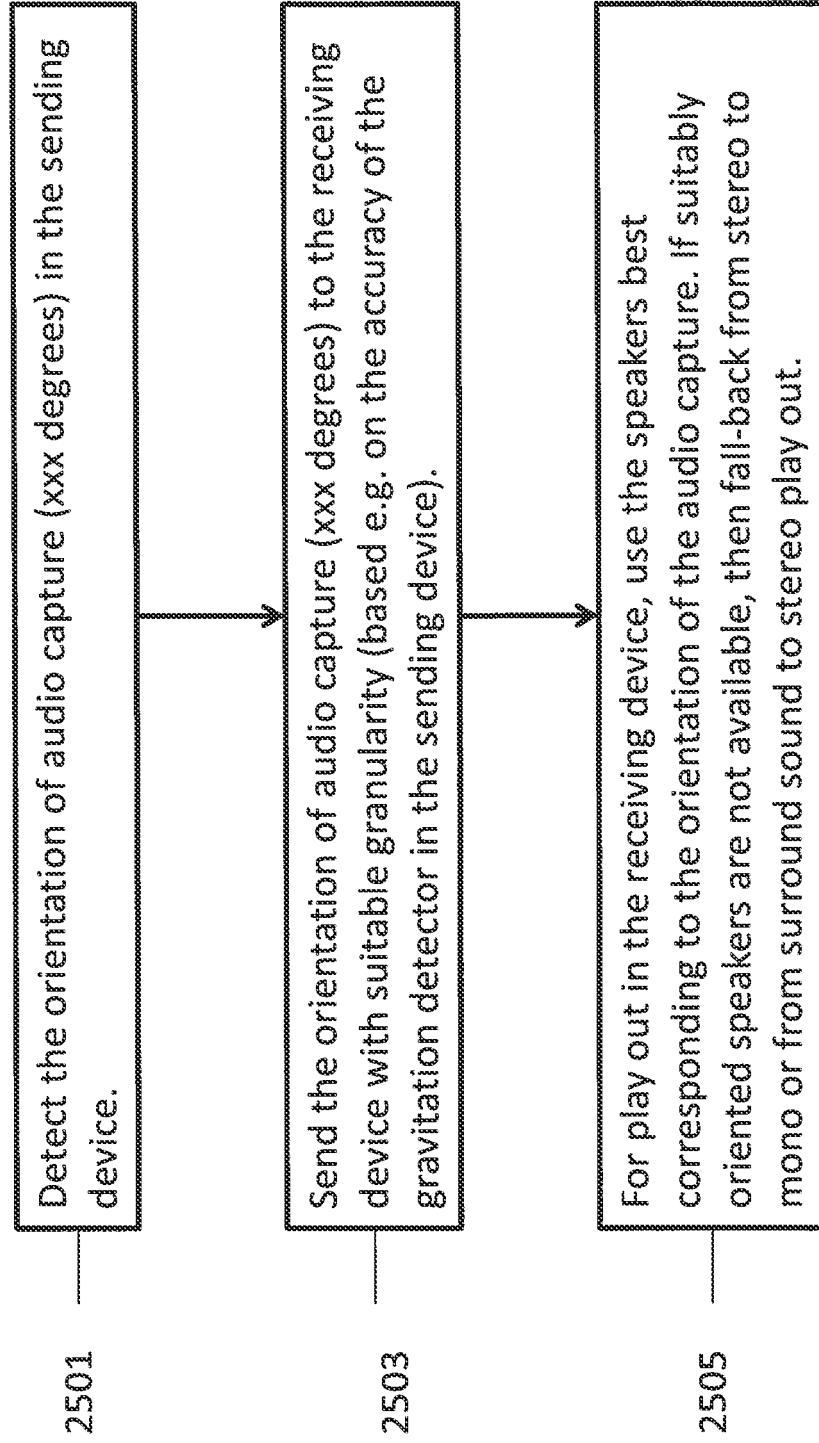 2501
Detect the orientation of audio capture (xxx degrees) in the sending
device.
2503
Send the orientation of audio capture (xxx degrees) to the receiving
device with suitable granularity (based e.g. on the accuracy of the
gravitation detector in the sending device).
2505
For play out in the receiving device, use the speakers best
corresponding to the orientation of the audio capture. If suitably
oriented speakers are not available, then fall-back from stereo to
mono or from surround sound to stereo play out.